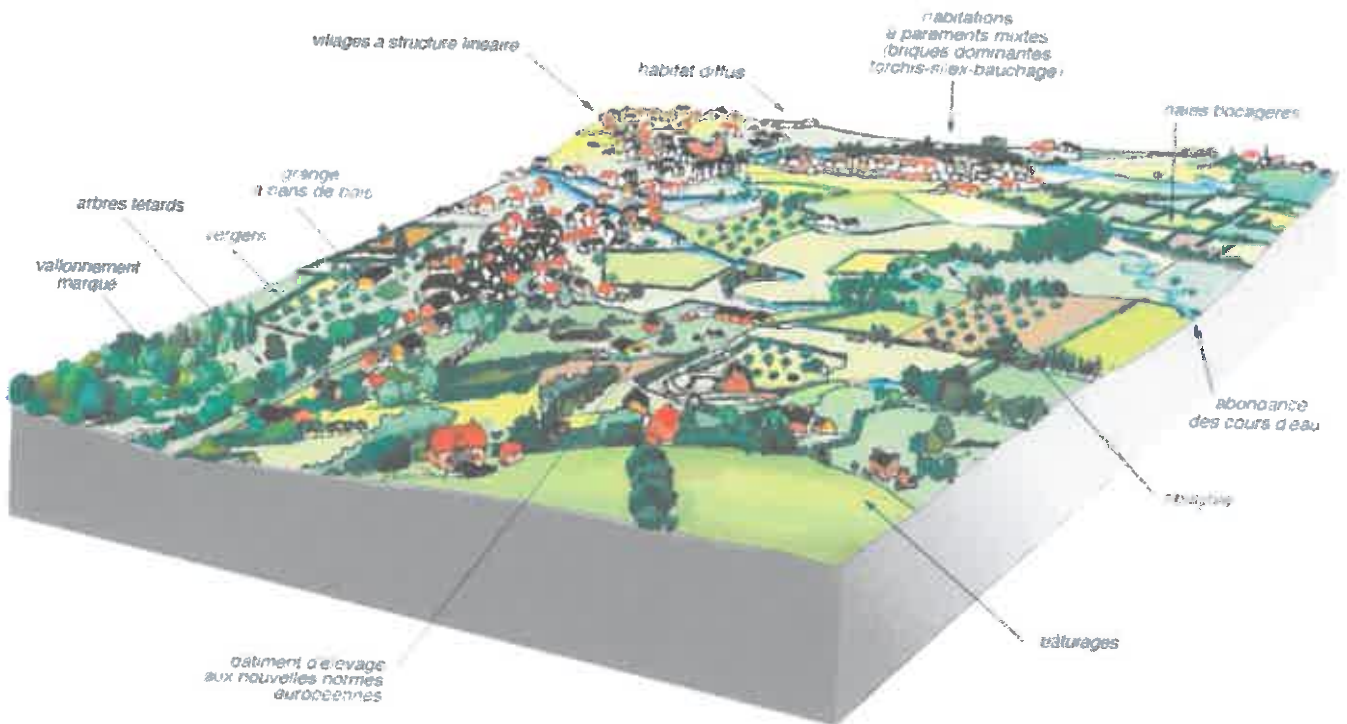 habitations
à parements mixtes
(briques dominantes
torchis-silex-bauchage)
villages à structure linéaire
habitat diffus
haies bocagères
grange
à pans de bois
arbres têtards
vergers
vallonnement
marqué
abondance
des cours d'eau
pâturages
bâtiment d'élevage
aux nouvelles normes
européennes